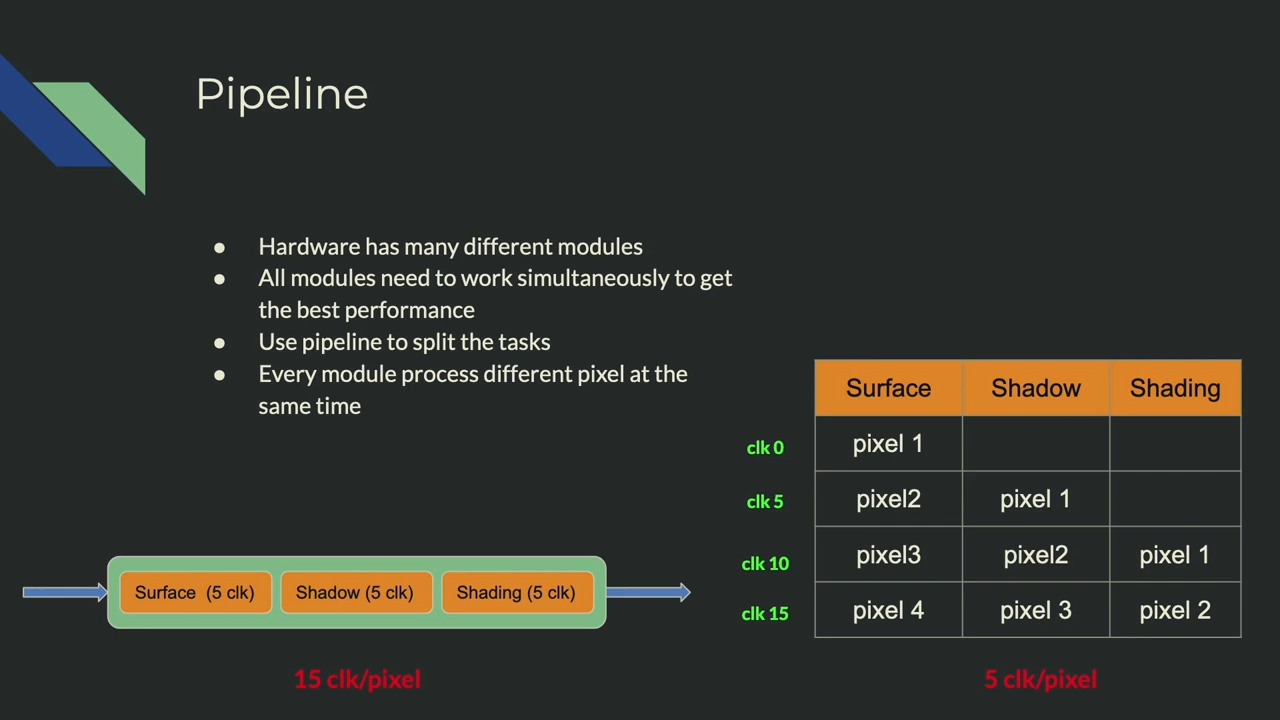 Pipeline
● Hardware has many different modules
● All modules need to work simultaneously to get
the best performance
● Use pipeline to split the tasks
● Every module process different pixel at the
same time
Surface Shadow Shading
clk 0 pixel 1
clk 5 pixel2 pixel 1
clk 10 pixel3 pixel2 pixel 1
clk 15 pixel 4 pixel 3 pixel 2
Surface (5 clk) Shadow (5 clk) Shading (5 clk)
15 clk/pixel
5 clk/pixel